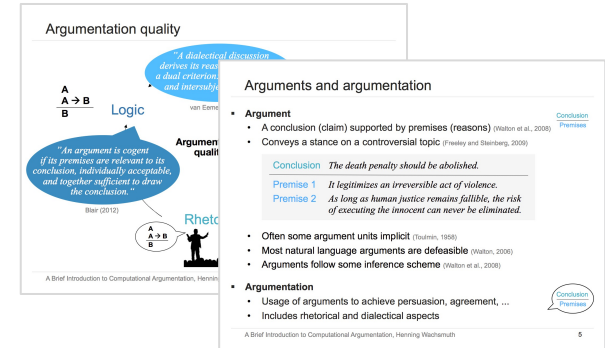 Argumentation quality
"A dialectical discussion
derives its reas
a dual criterion
and intersubje
van Eeme
A
A → B
B
Logic
"An argument is cogent
if its premises are relevant to its
conclusion, individually acceptable,
and together sufficient to draw
the conclusion."
Blair (2012)
Argumen
qualit
A
A → B
B
Rheto
A Brief Introduction to Computational Argumentation, Henning
Arguments and argumentation
▪ Argument
Conclusion
Premises
• A conclusion (claim) supported by premises (reasons) (Walton et al., 2008)
• Conveys a stance on a controversial topic (Freeley and Steinberg, 2009)
Conclusion The death penalty should be abolished.
Premise 1 It legitimizes an irreversible act of violence.
Premise 2 As long as human justice remains fallible, the risk
of executing the innocent can never be eliminated.
• Often some argument units implicit (Toulmin, 1958)
• Most natural language arguments are defeasible (Walton, 2006)
• Arguments follow some inference scheme (Walton et al., 2008)
▪ Argumentation
• Usage of arguments to achieve persuasion, agreement, ...
• Includes rhetorical and dialectical aspects
Conclusion
Premises
A Brief Introduction to Computational Argumentation, Henning Wachsmuth
5